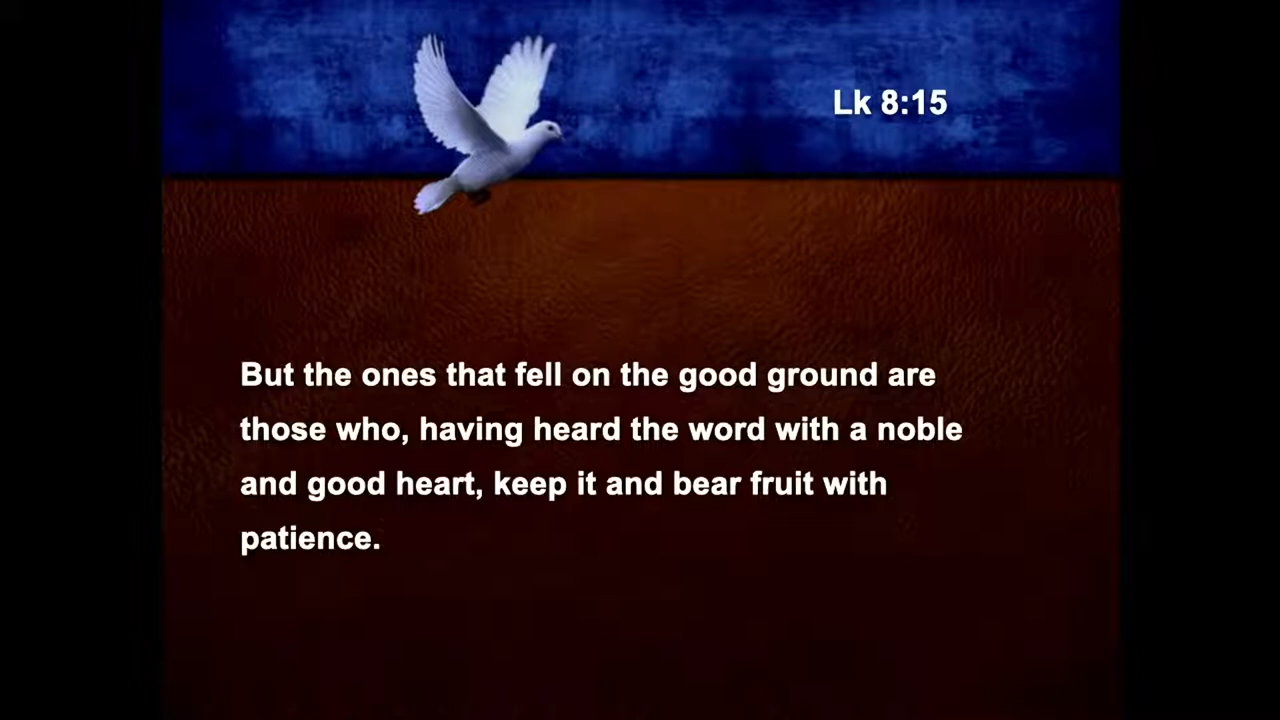 Lk 8:15
But the ones that fell on the good ground are
those who, having heard the word with a noble
and good heart, keep it and bear fruit with
patience.